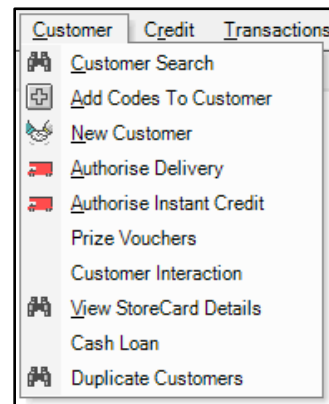 Customer Credit Transactions
Customer Search
Add Codes To Customer
New Customer
Authorise Delivery
Authorise Instant Credit
Prize Vouchers
Customer Interaction
View StoreCard Details
Cash Loan
Duplicate Customers